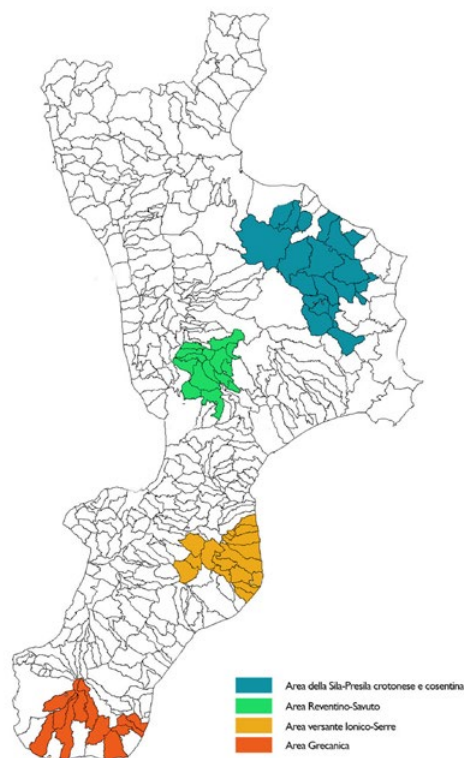 Area della Sila-Presila crotonese e cosentina
Area Reventino-Savuto
Area versante Ionico-Serre
Area Grecanica